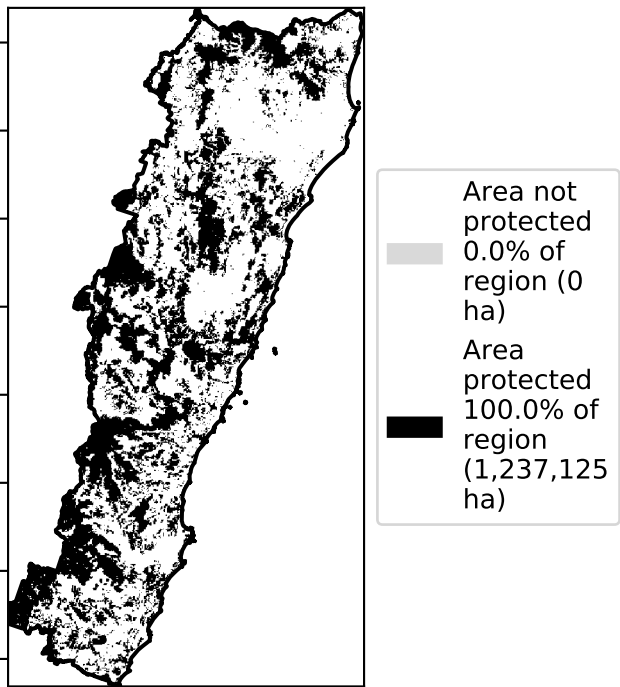 Area not
protected
0.0% of
region (0
ha)
Area
protected
100.0% of
region
(1,237,125
ha)